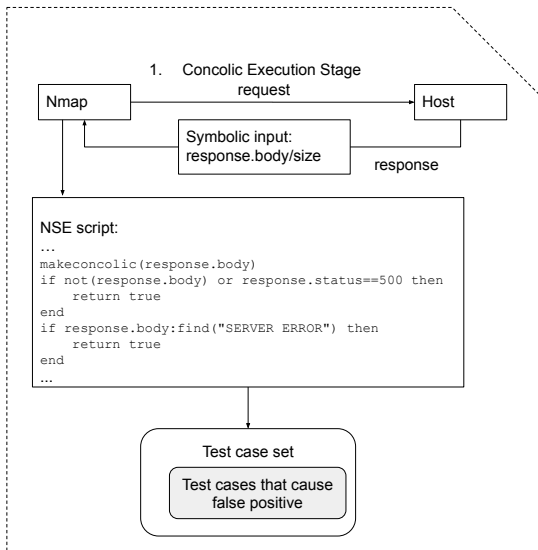 1. Concolic Execution Stage
request
Nmap
Host
Symbolic input:
response.body/size
response
NSE script:
...
makeconcolic(response.body)
if not(response.body) or response.status==500 then
return true
end
if response.body:find("SERVER ERROR") then
return true
end
...
Test case set
Test cases that cause
false positive